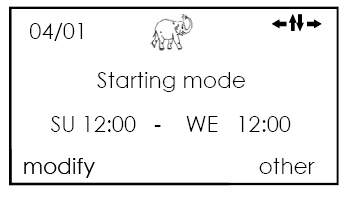 04/01
Starting mode
SU 12:00 - WE 12:00
modify other